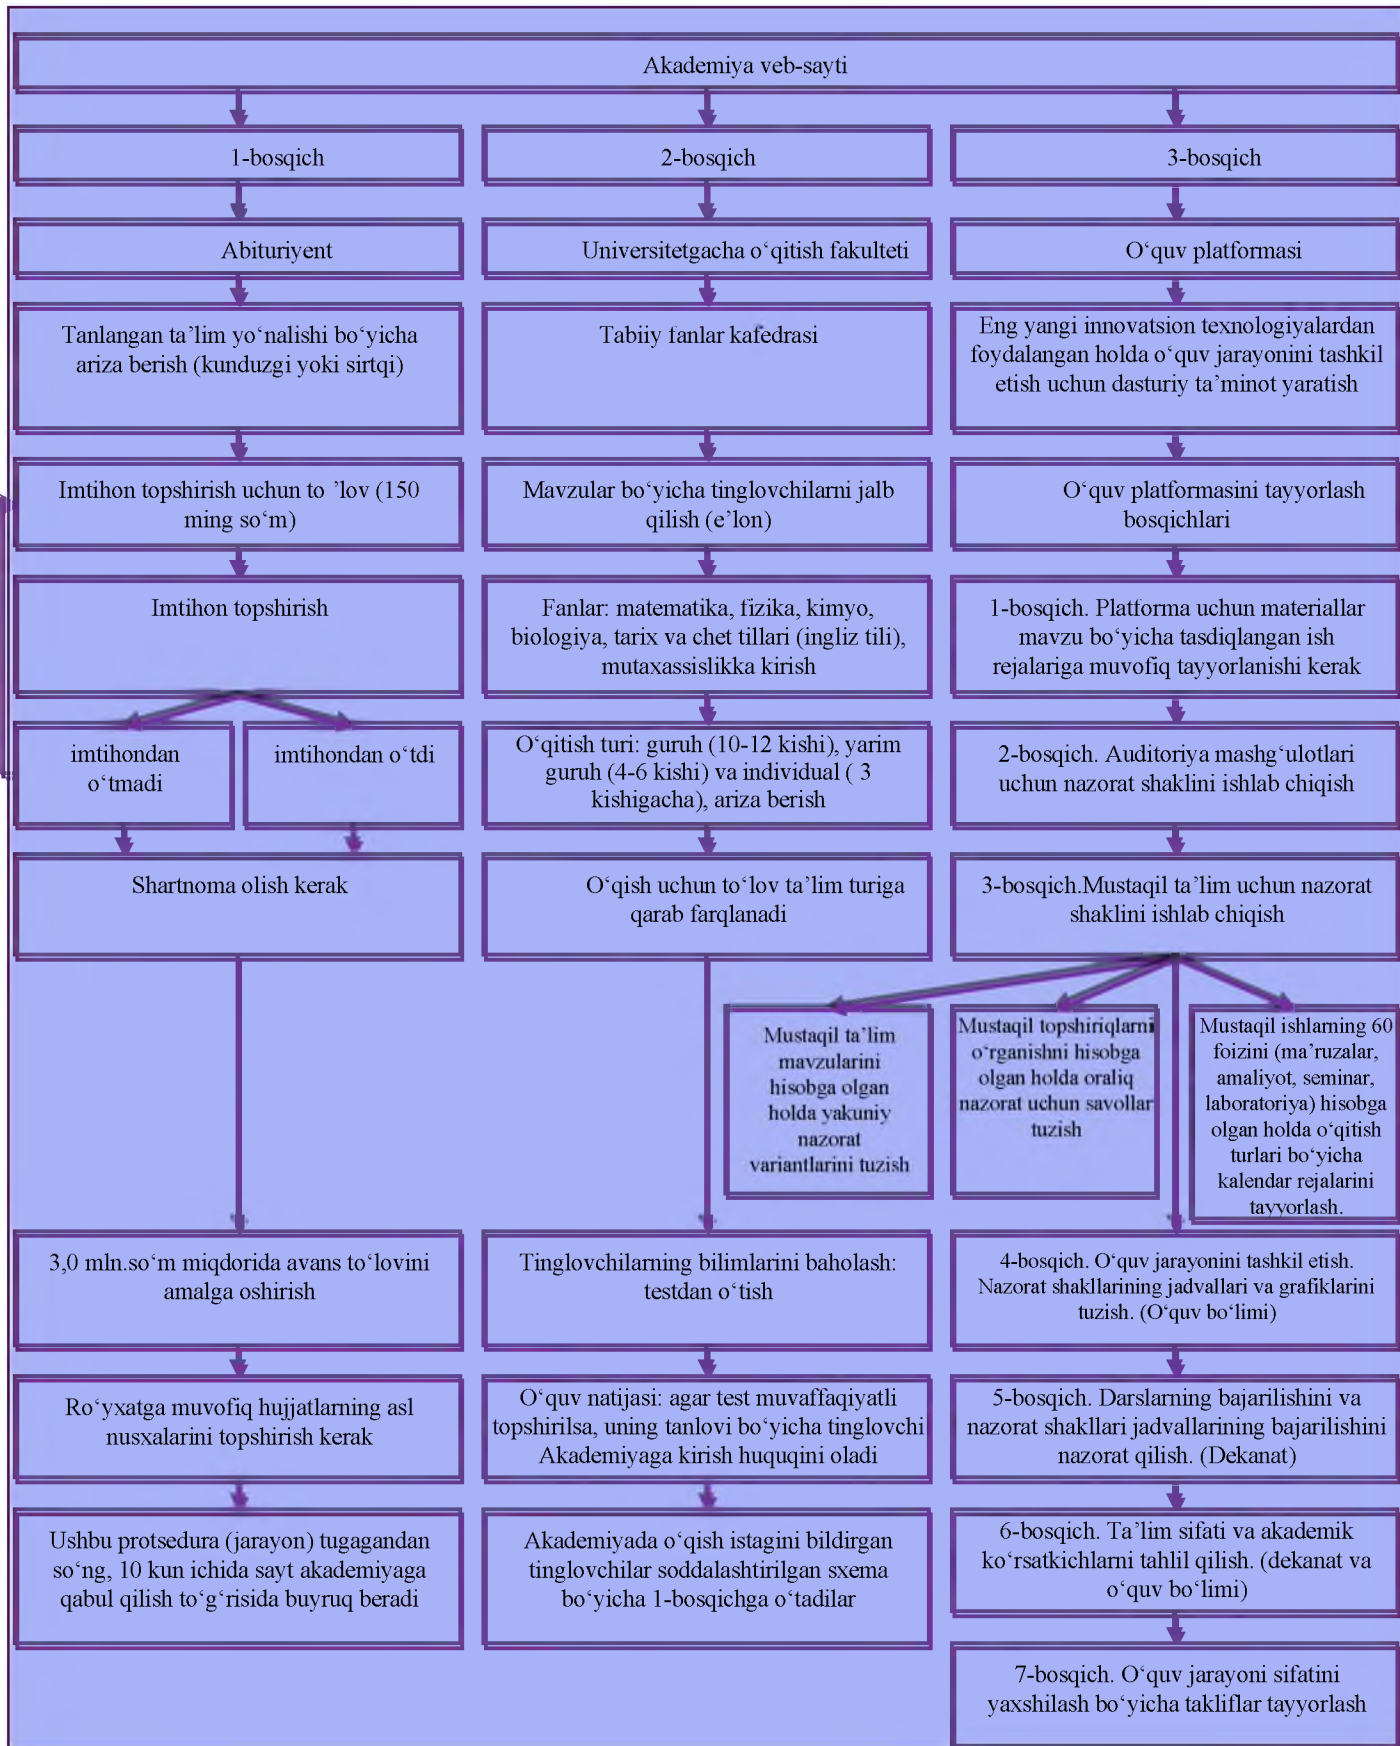 Akademiya veb-sayti
1-bosqich
2-bosqich
3-bosqich
Abituriyent
Universitetgacha o‘qitish fakulteti
O‘quv platformasi
Tanlangan ta’lim yo‘nalishi bo‘yicha
ariza berish (kunduzgi yoki sirtqi)
Tabiiy fanlar kafedrasi
Eng yangi innovatsion texnologiyalardan
foydalangan holda o‘quv jarayonini tashkil
etish uchun dasturiy ta’minot yaratish
Imtihon topshirish uchun to ’lov (150
ming so‘m)
Mavzular bo‘yicha tinglovchilarni jalb
qilish (e’lon)
O‘quv platformasini tayyorlash
bosqichlari
Imtihon topshirish
Fanlar: matematika, fizika, kimyo,
biologiya, tarix va chet tillari (ingliz tili),
mutaxassislikka kirish
1-bosqich. Platforma uchun materiallar
mavzu bo‘yicha tasdiqlangan ish
rejalariga muvofiq tayyorlanishi kerak
imtihondan
o‘tmadi
imtihondan o‘tdi
O‘qitish turi: guruh (10-12 kishi), yarim
guruh (4-6 kishi) va individual ( 3
kishigacha), ariza berish
2-bosqich. Auditoriya mashg‘ulotlari
uchun nazorat shaklini ishlab chiqish
Shartnoma olish kerak
O‘qish uchun to‘lov ta’lim turiga
qarab farqlanadi
3-bosqich.Mustaqil ta’lim uchun nazorat
shaklini ishlab chiqish
Mustaqil ta’lim
mavzularini
hisobga olgan
holda yakuniy
nazorat
variantlarini tuzish
Mustaqil topshiriqlarni
o‘rganishni hisobga
olgan holda oraliq
nazorat uchun savollar
tuzish
Mustaqil ishlarning 60
foizini (ma’ruzalar,
amaliyot, seminar,
laboratoriya) hisobga
olgan holda o‘qitish
turlari bo‘yicha
kalendar rejalarini
tayyorlash.
3,0 mln.so‘m miqdorida avans to‘lovini
amalga oshirish
Tinglovchilarning bilimlarini baholash:
testdan o‘tish
4-bosqich. O‘quv jarayonini tashkil etish.
Nazorat shakllarining jadvallari va grafiklarini
tuzish. (O‘quv bo‘limi)
Ro‘yxatga muvofiq hujjatlarning asl
nusxalarini topshirish kerak
O‘quv natijasi: agar test muvaffaqiyatli
topshirilsa, uning tanlovi bo‘yicha tinglovchi
Akademiyaga kirish huquqini oladi
5-bosqich. Darslarning bajarilishini va
nazorat shakllari jadvallarining bajarilishini
nazorat qilish. (Dekanat)
Ushbu protsedura (jarayon) tugagandan
so‘ng, 10 kun ichida sayt akademiyaga
qabul qilish to‘g‘risida buyruq beradi
Akademiyada o‘qish istagini bildirgan
tinglovchilar soddalashtirilgan sxema
bo‘yicha 1-bosqichga o‘tadilar
6-bosqich. Ta’lim sifati va akademik
ko‘rsatkichlarni tahlil qilish. (dekanat va
o‘quv bo‘limi)
7-bosqich. O‘quv jarayoni sifatini
yaxshilash bo‘yicha takliflar tayyorlash